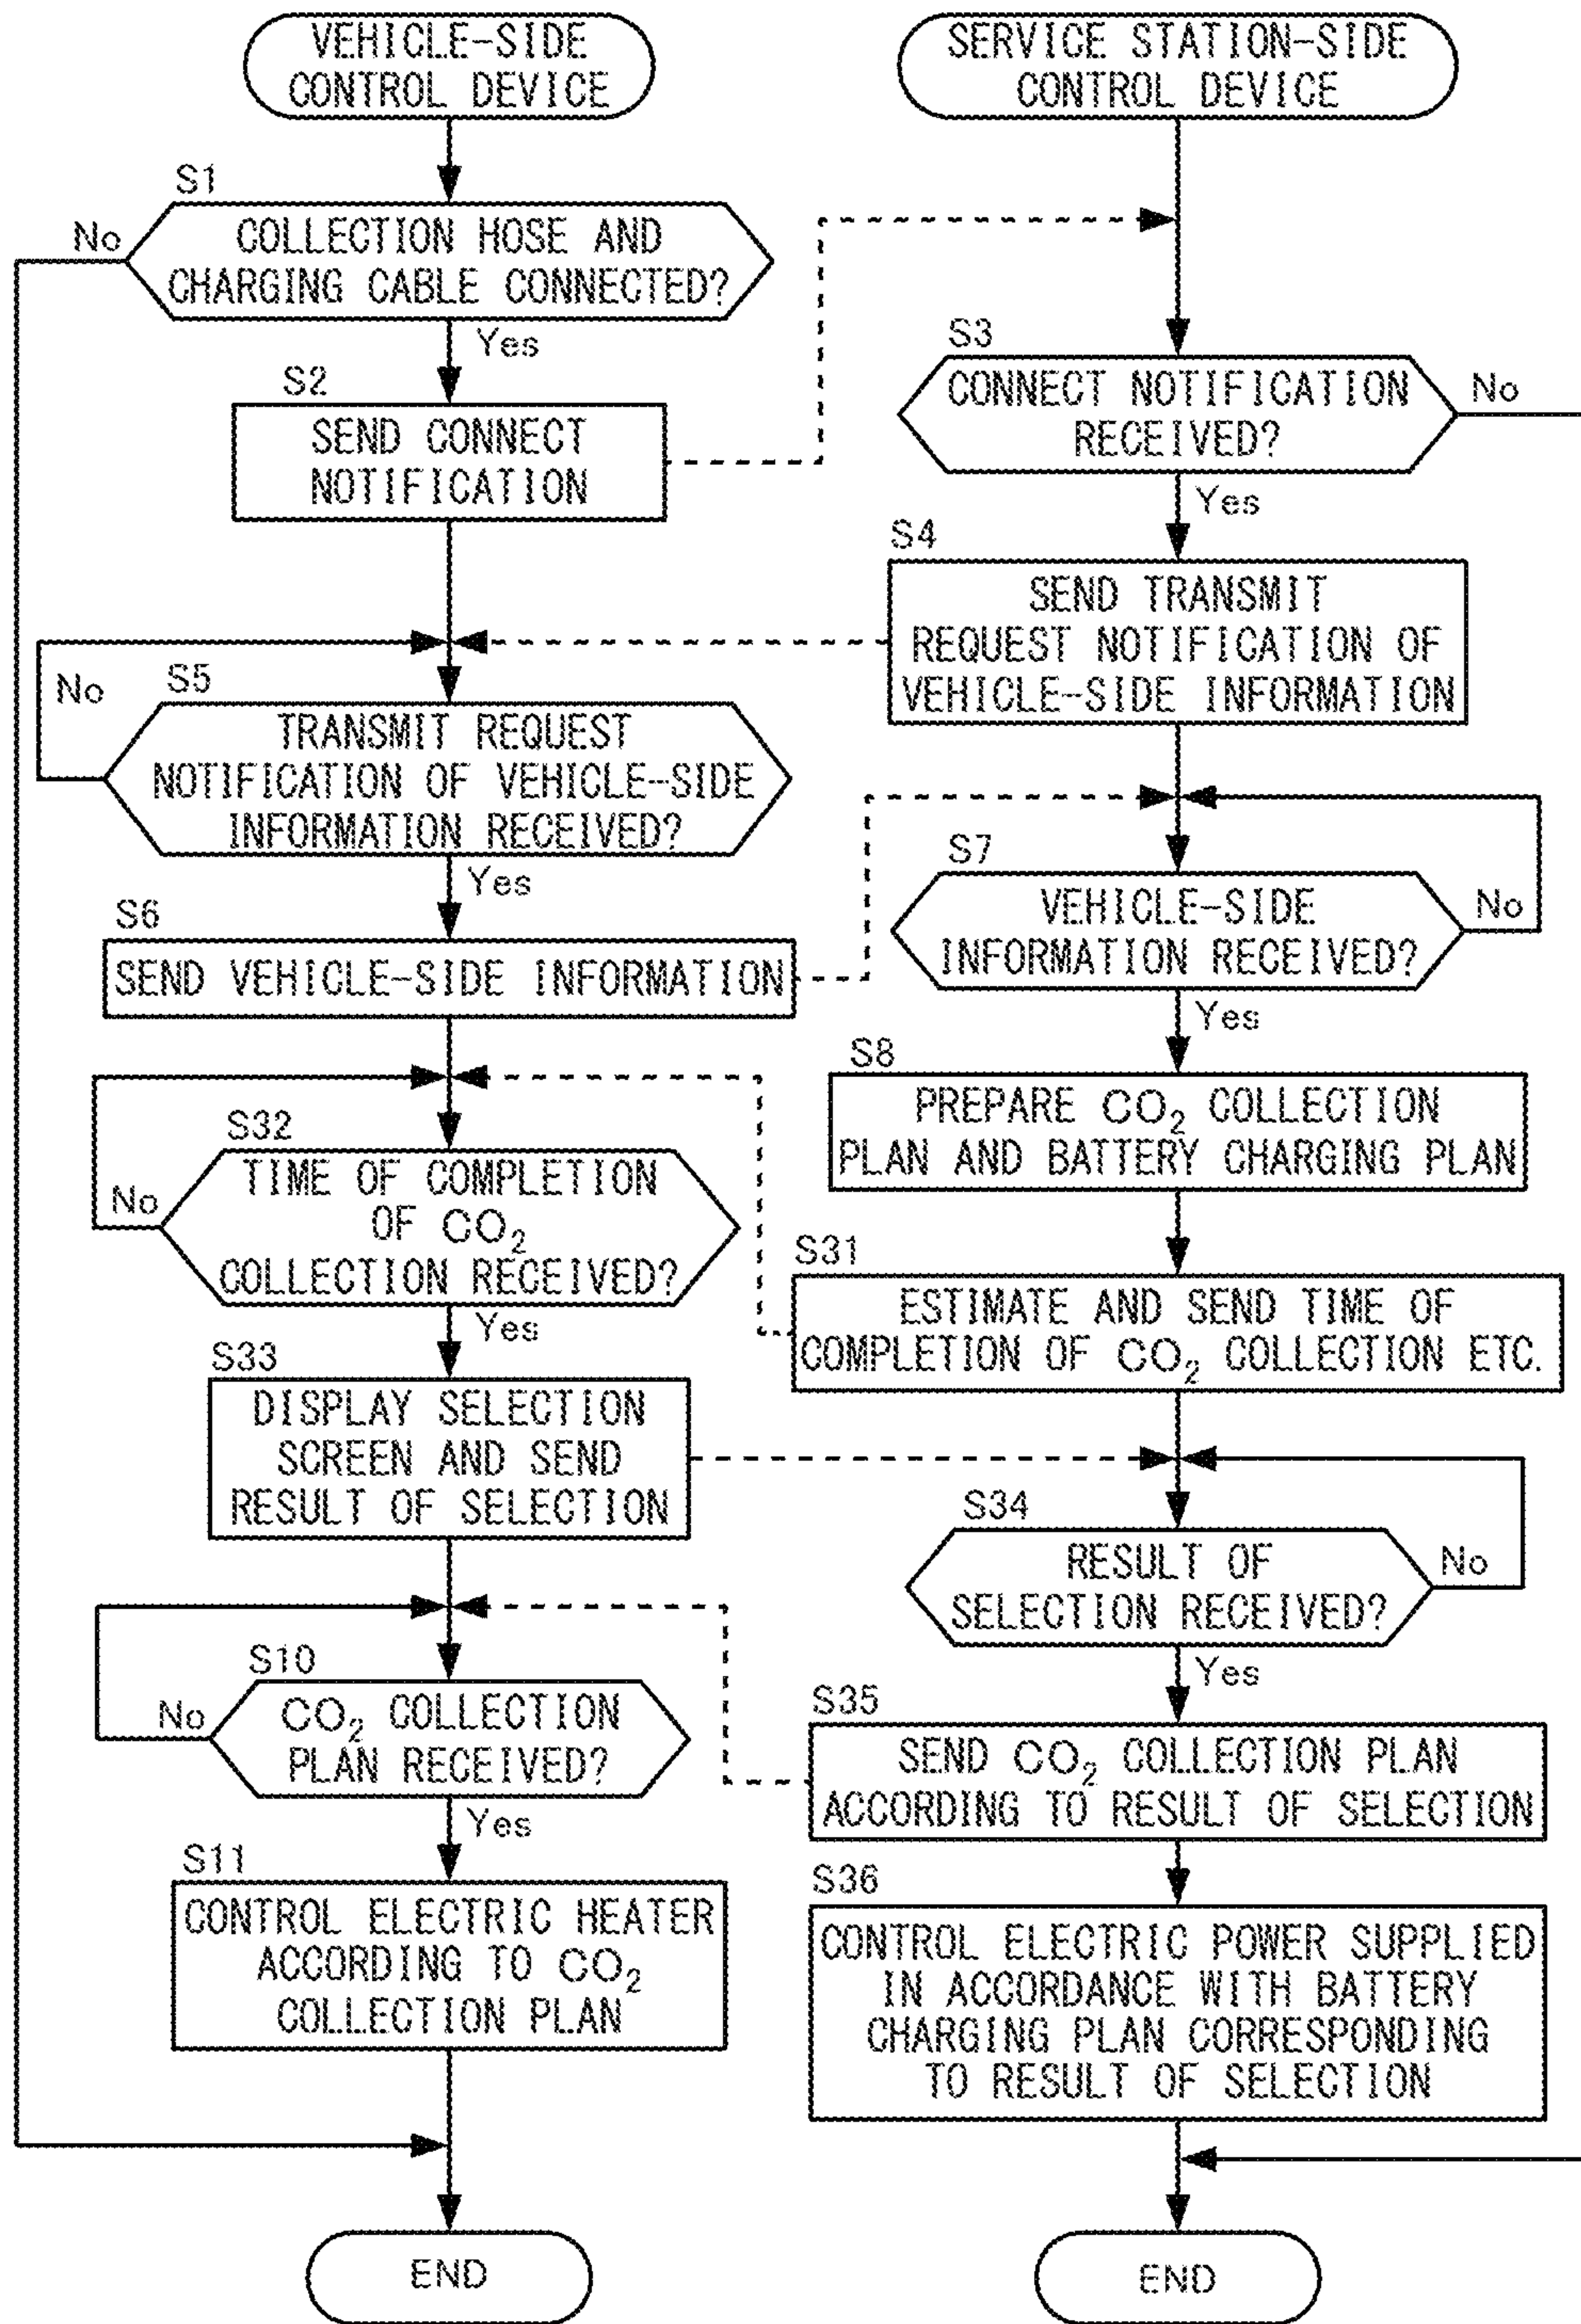 VEHICLE-SIDE
CONTROL DEVICE
S1
COLLECTION HOSE AND
CHARGING CABLE CONNECTED?
No
Yes
S2
SEND CONNECT
NOTIFICATION
S5
No
TRANSMIT REQUEST
NOTIFICATION OF VEHICLE-SIDE
INFORMATION RECEIVED?
Yes
S6
SEND VEHICLE-SIDE INFORMATION
S32
TIME OF COMPLETION
OF CO₂
COLLECTION RECEIVED?
No
Yes
S33
DISPLAY SELECTION
SCREEN AND SEND
RESULT OF SELECTION
S10
No
CO₂ COLLECTION
PLAN RECEIVED?
Yes
S11
CONTROL ELECTRIC HEATER
ACCORDING TO CO₂
COLLECTION PLAN
END
SERVICE STATION-SIDE
CONTROL DEVICE
S3
CONNECT NOTIFICATION
RECEIVED?
No
Yes
S4
SEND TRANSMIT
REQUEST NOTIFICATION OF
VEHICLE-SIDE INFORMATION
S7
VEHICLE-SIDE
INFORMATION RECEIVED?
No
Yes
S8
PREPARE CO₂ COLLECTION
PLAN AND BATTERY CHARGING PLAN
S31
ESTIMATE AND SEND TIME OF
COMPLETION OF CO₂ COLLECTION ETC.
S34
RESULT OF
SELECTION RECEIVED?
No
Yes
S35
SEND CO₂ COLLECTION PLAN
ACCORDING TO RESULT OF SELECTION
S36
CONTROL ELECTRIC POWER SUPPLIED
IN ACCORDANCE WITH BATTERY
CHARGING PLAN CORRESPONDING
TO RESULT OF SELECTION
END